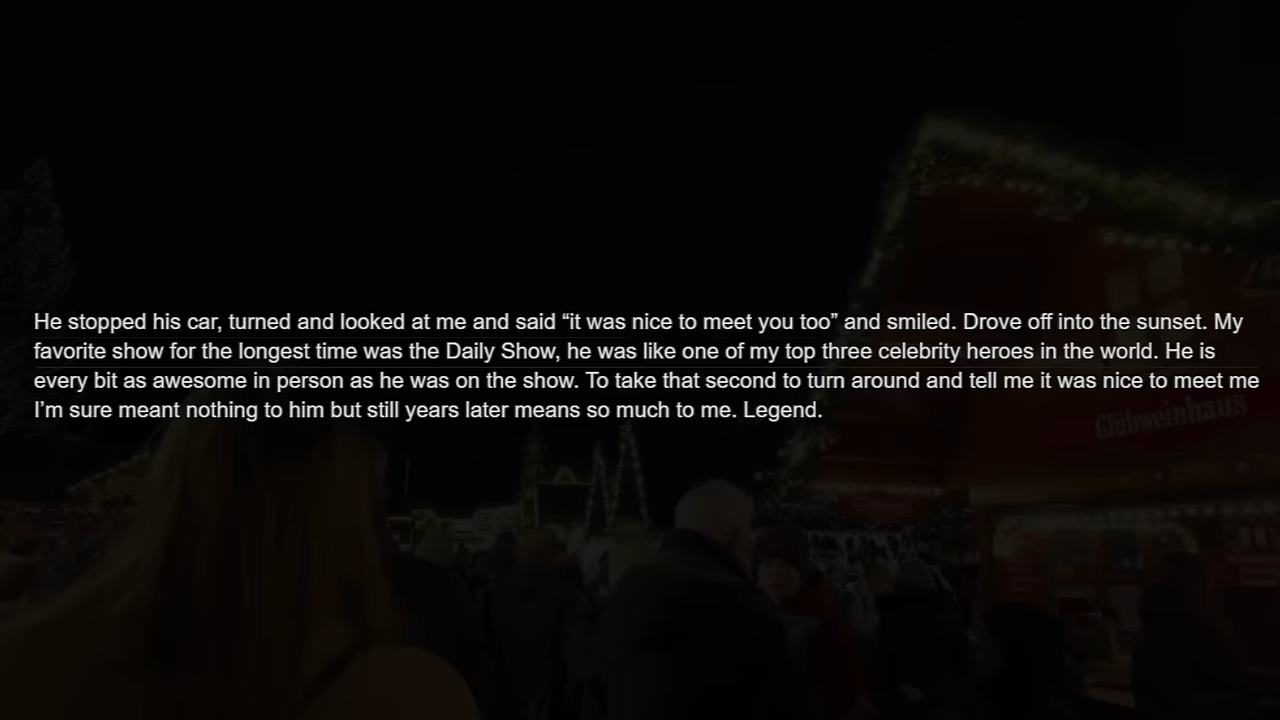 He stopped his car, turned and looked at me and said “it was nice to meet you too” and smiled. Drove off into the sunset. My
favorite show for the longest time was the Daily Show, he was like one of my top three celebrity heroes in the world. He is
every bit as awesome in person as he was on the show. To take that second to turn around and tell me it was nice to meet me
I’m sure meant nothing to him but still years later means so much to me. Legend.
Glühweinhaus